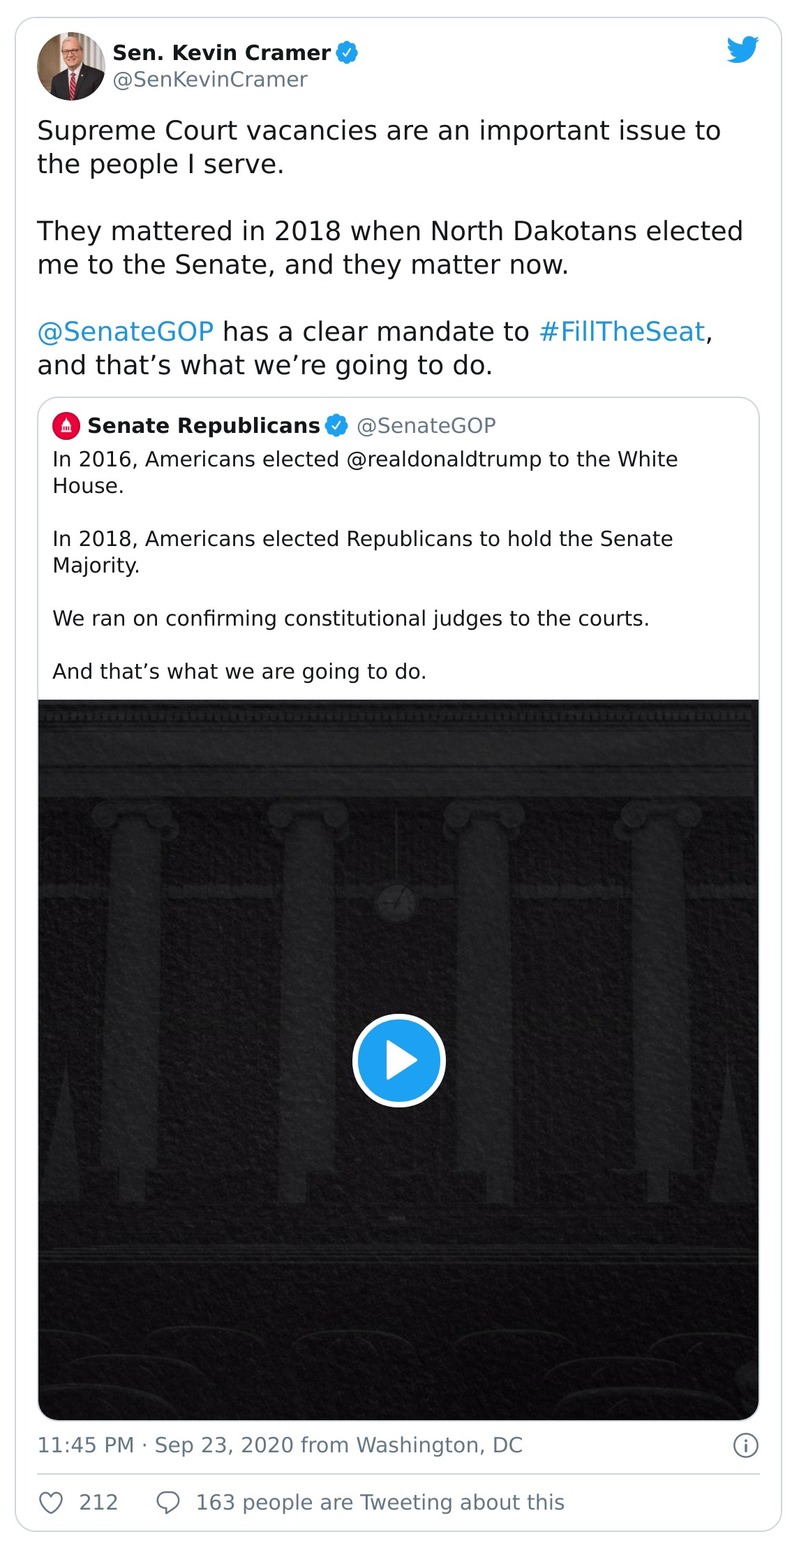 Sen. Kevin Cramer
@SenKevinCramer
Supreme Court vacancies are an important issue to
the people I serve.
They mattered in 2018 when North Dakotans elected
me to the Senate, and they matter now.
@SenateGOP has a clear mandate to #FillTheSeat,
and that’s what we’re going to do.
Senate Republicans @SenateGOP
In 2016, Americans elected @realdonaldtrump to the White
House.
In 2018, Americans elected Republicans to hold the Senate
Majority.
We ran on confirming constitutional judges to the courts.
And that’s what we are going to do.
11:45 PM · Sep 23, 2020 from Washington, DC
212 163 people are Tweeting about this